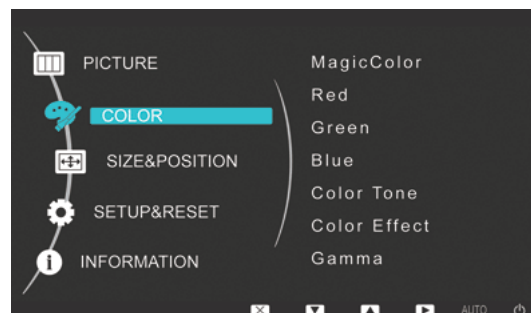 PICTURE
COLOR
SIZE&POSITION
SETUP&RESET
INFORMATION
MagicColor
Red
Green
Blue
Color Tone
Color Effect
Gamma
AUTO